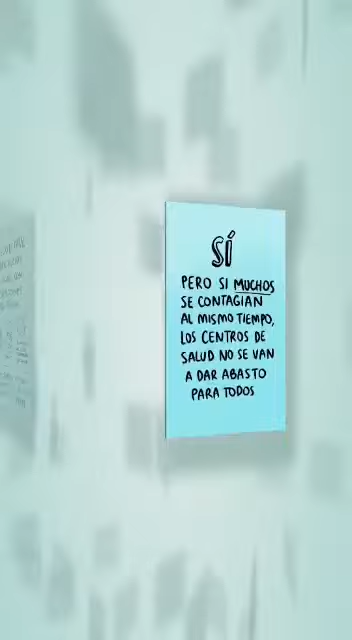 SÍ
PERO SI MUCHOS
SE CONTAGIAN
AL MISMO TIEMPO,
LOS CENTROS DE
SALUD NO SE VAN
A DAR ABASTO
PARA TODOS